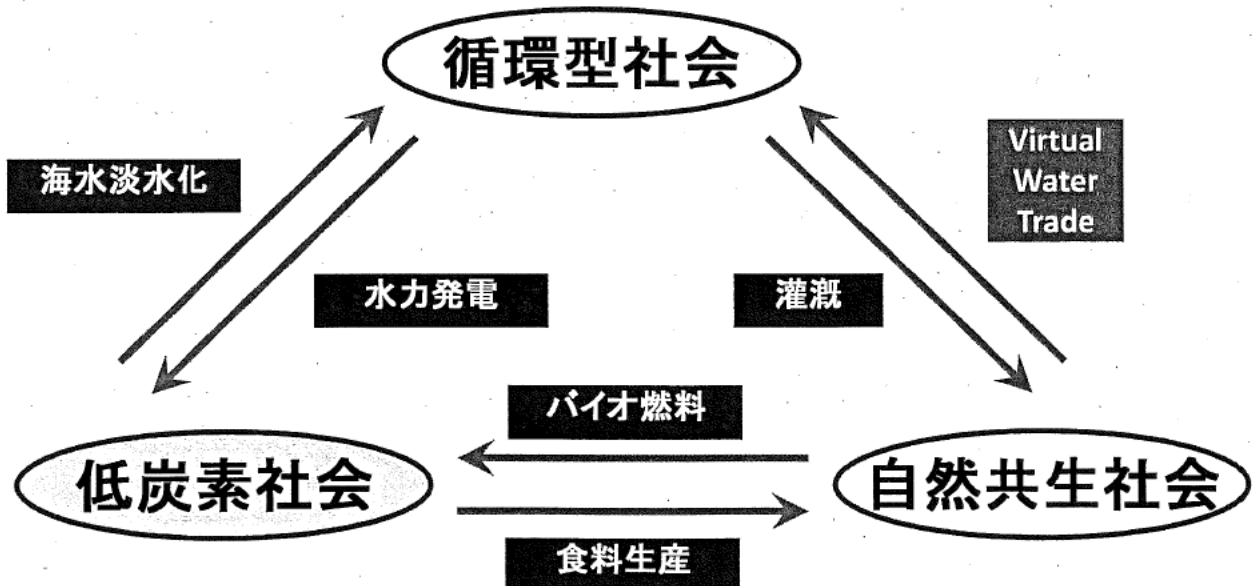 循環型社会
海水淡水化
Virtual
Water
Trade
水力発電
灌漑
バイオ燃料
低炭素社会
自然共生社会
食料生産